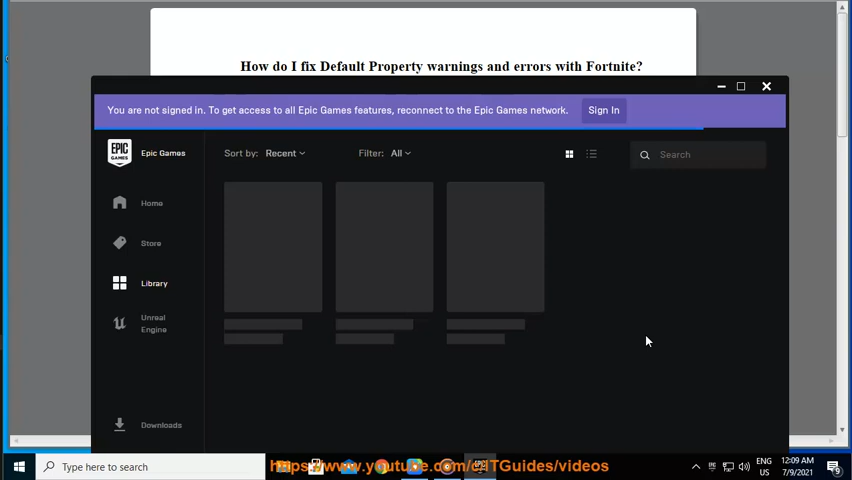 How do I fix Default Property warnings and errors with Fortnite?
You are not signed in. To get access to all Epic Games features, reconnect to the Epic Games network. Sign In
EPIC GAMES
Epic Games
Sort by: Recent
Filter: All
Search
Home
Store
Library
Unreal
Engine
Downloads
Type here to search
https://www.youtube.com/c/ITGuides/videos
ENG
US
12:09 AM
7/9/2021
9